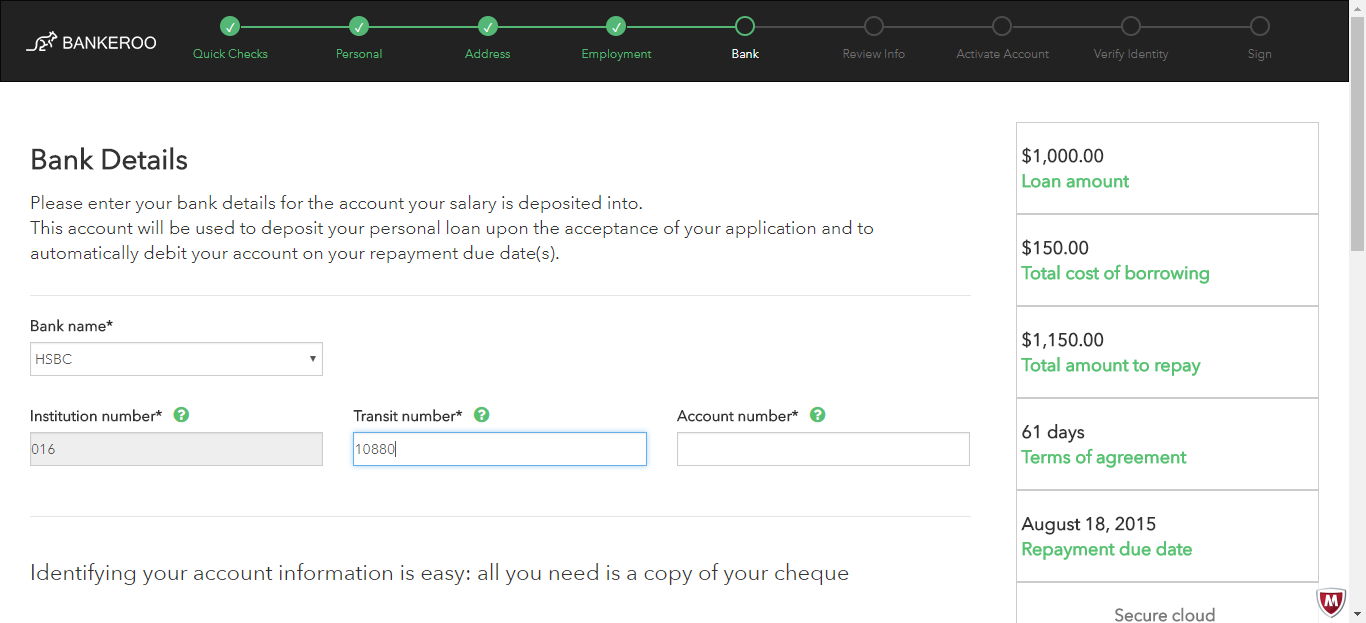 BANKEROO
Quick Checks
Personal
Address
Employment
Bank
Review Info
Activate Account
Verify Identity
Sign
Bank Details
Please enter your bank details for the account your salary is deposited into.
This account will be used to deposit your personal loan upon the acceptance of your application and to
automatically debit your account on your repayment due date(s).
Bank name*
HSBC
Institution number* ?
Transit number* ?
Account number* ?
016
10880
Identifying your account information is easy: all you need is a copy of your cheque
$1,000.00
Loan amount
$150.00
Total cost of borrowing
$1,150.00
Total amount to repay
61 days
Terms of agreement
August 18, 2015
Repayment due date
Secure cloud
M